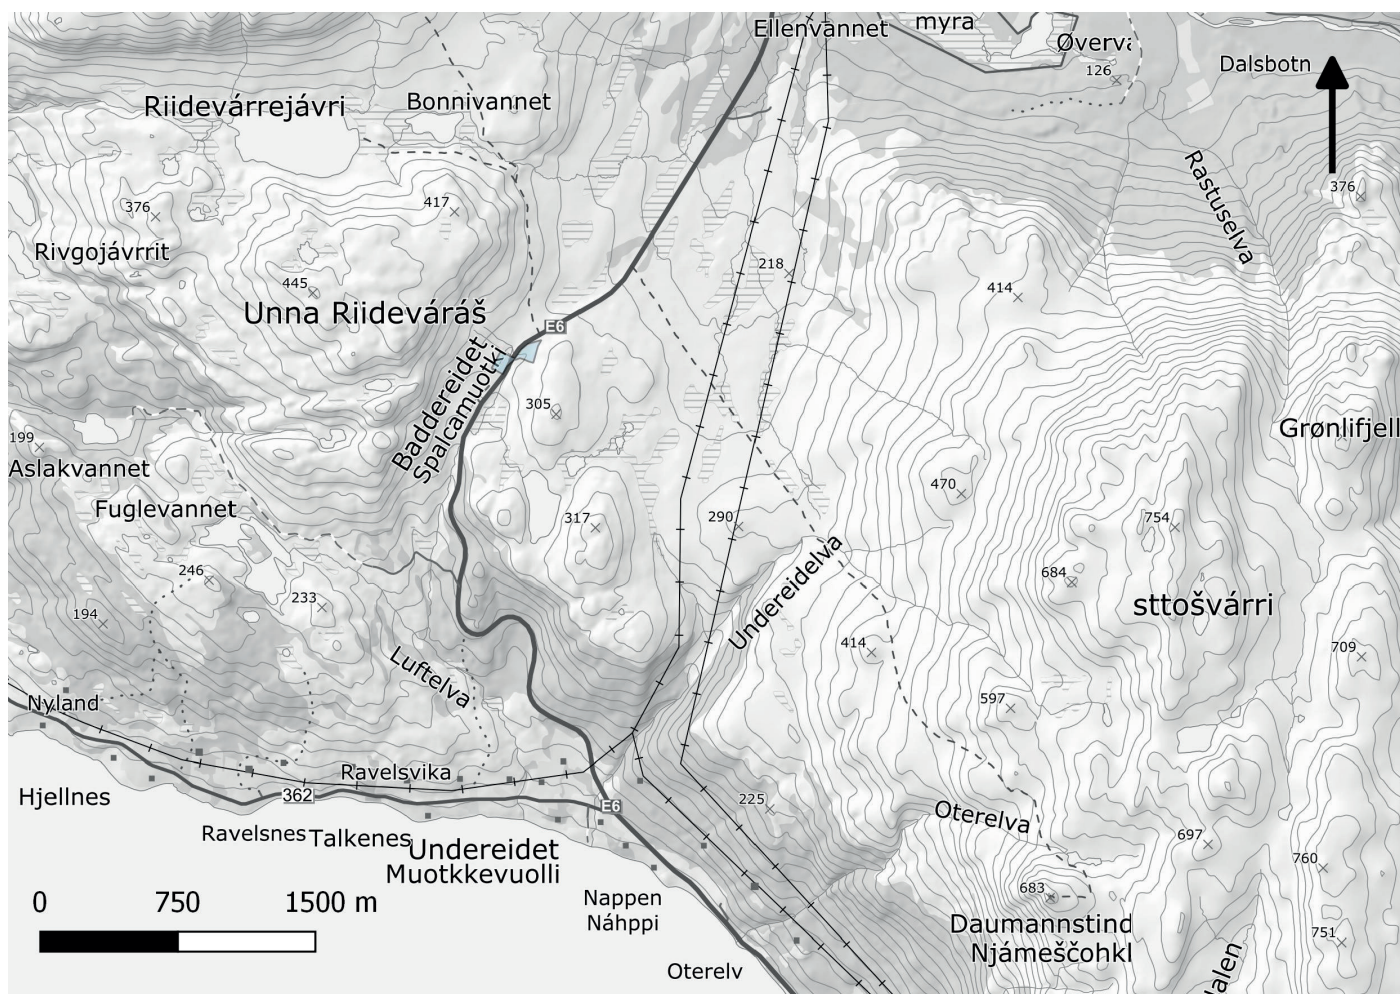 Ellenvannet
myra
Øverva
126
Dalsbotn
Riidevárrejávri
Bonnivannet
Rastuselva
376
376
417
Rivgojávrrit
445
218
414
Unna Riideváráš
E6
Baddereidet
Spalcamuotki
305
Grønlifjell
199
Aslakvannet
470
Fuglevannet
317
290
754
246
684
233
194
Undereidelva
sttošvárri
414
709
Luftelva
597
Nyland
Ravelsvika
Hjellnes
362
E6
225
Oterelva
Ravelsnes
Talkenes
697
Undereidet
Muotkkevuolli
760
683
0 750 1500 m
Nappen
Náhppi
Daumannstind
Njámeščohkl
751
alen
Oterelv